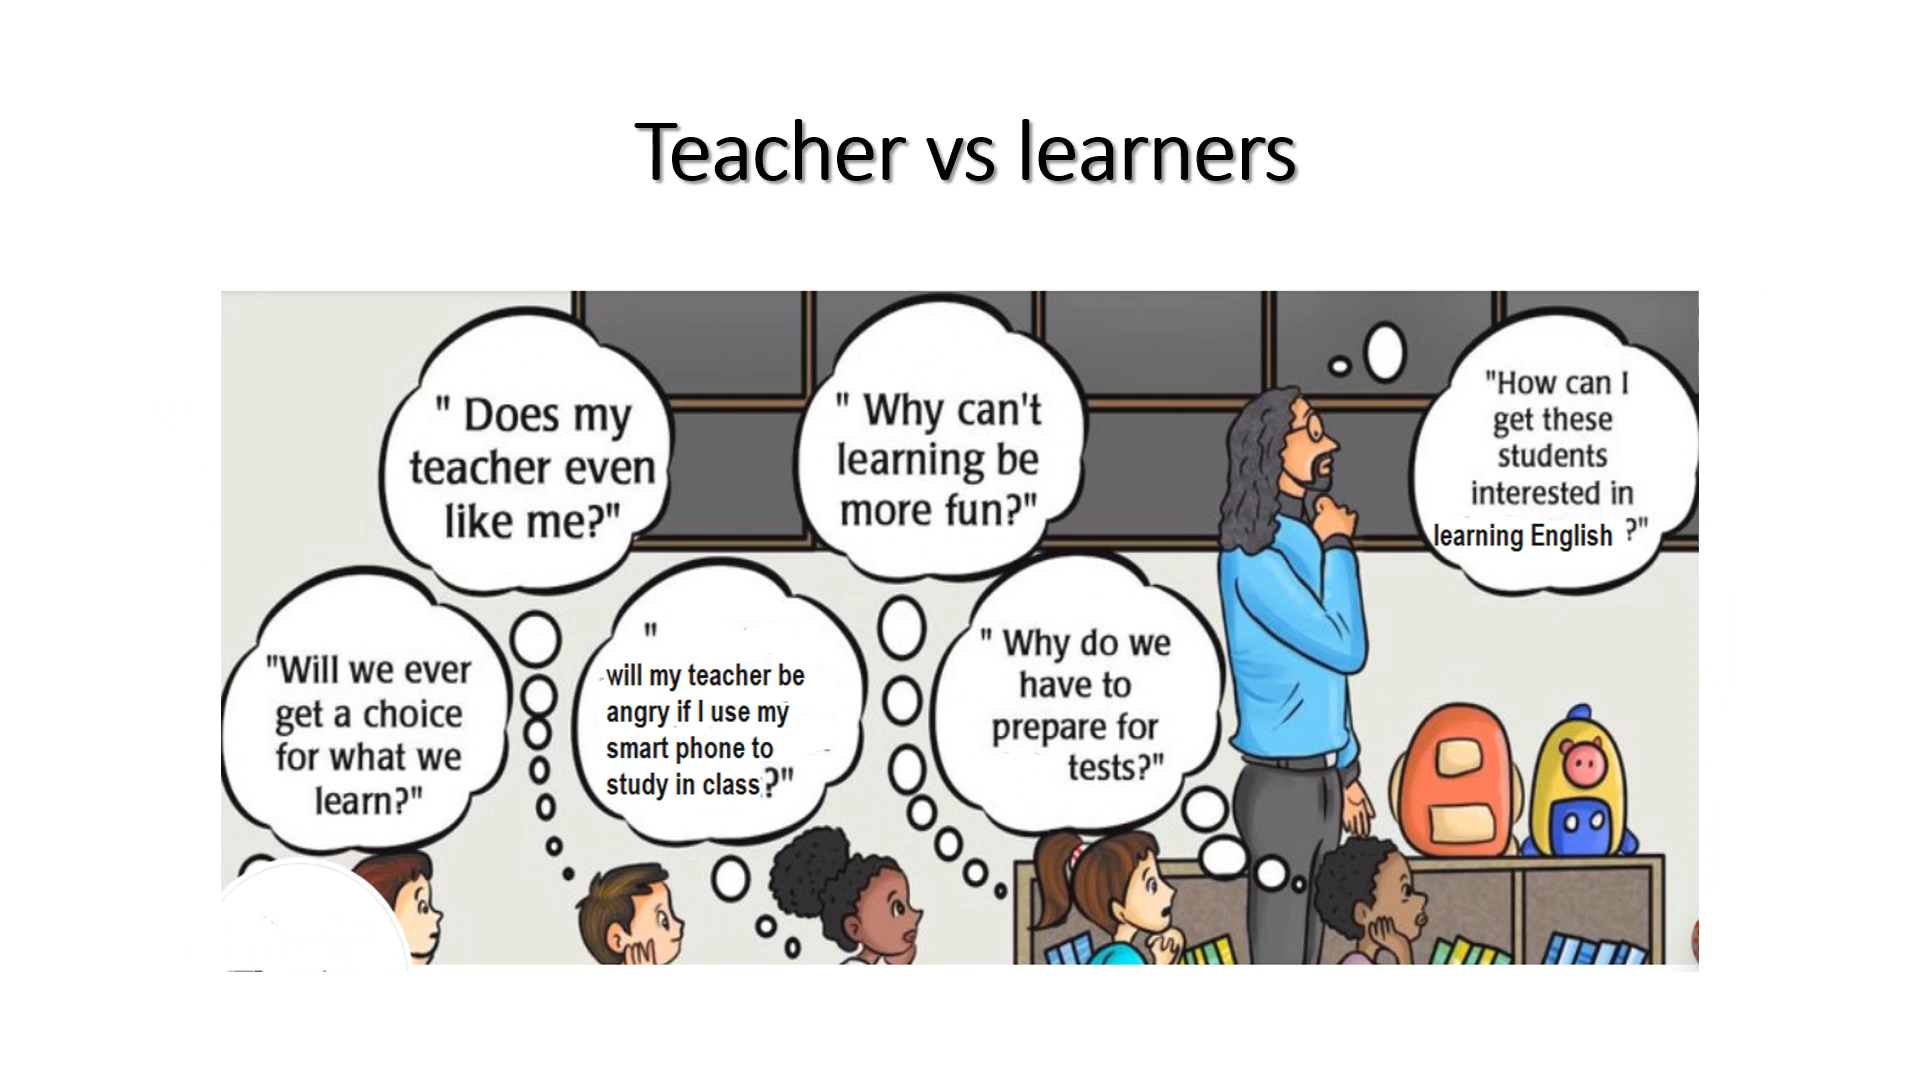 Teacher vs learners
" Does my
teacher even
like me?"
" Why can't
learning be
more fun?"
"How can I
get these
students
interested in
learning English ?"
"Will we ever
get a choice
for what we
learn?"
"
will my teacher be
angry if I use my
smart phone to
study in class?"
" Why do we
have to
prepare for
tests?"